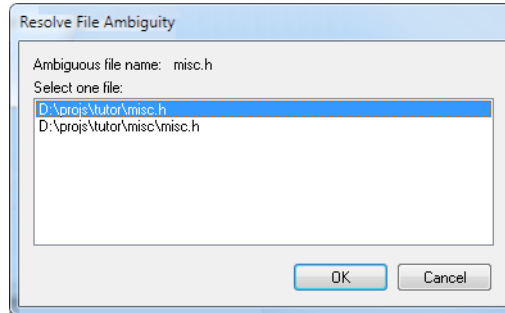 Resolve File Ambiguity
Ambiguous file name: misc.h
Select one file:
D:\projs\tutor\misc.h
D:\projs\tutor\misc\misc.h
OK Cancel